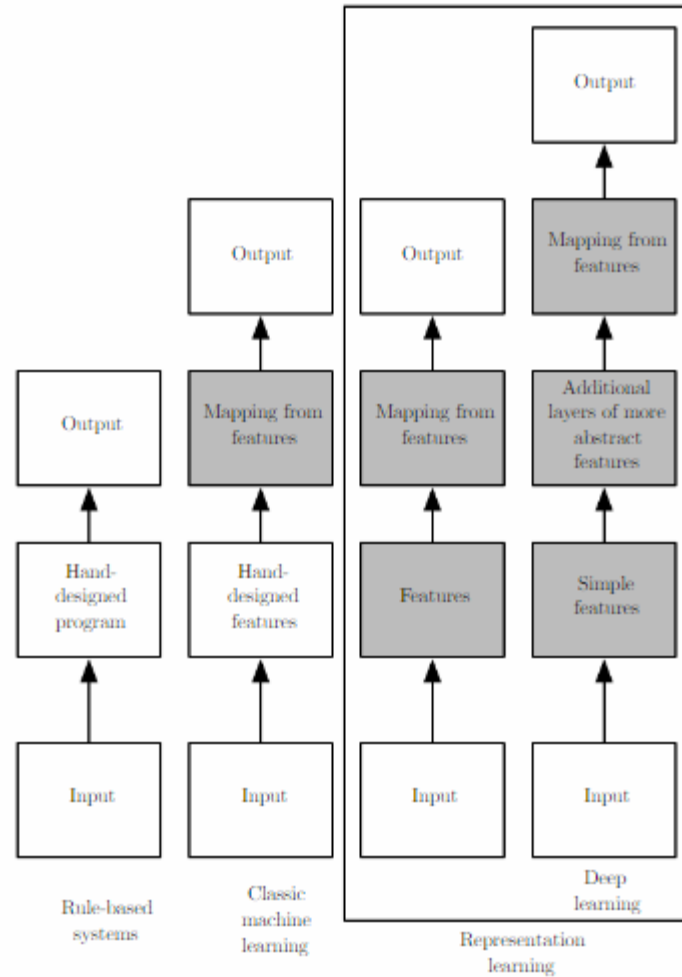 Output
Output
Output
Mapping from
features
Output
Mapping from
features
Mapping from
features
Additional
layers of more
abstract
features
Hand-
designed
program
Hand-
designed
features
Features
Simple
features
Input
Input
Input
Input
Rule-based
systems
Classic
machine
learning
Representation
learning
Deep
learning